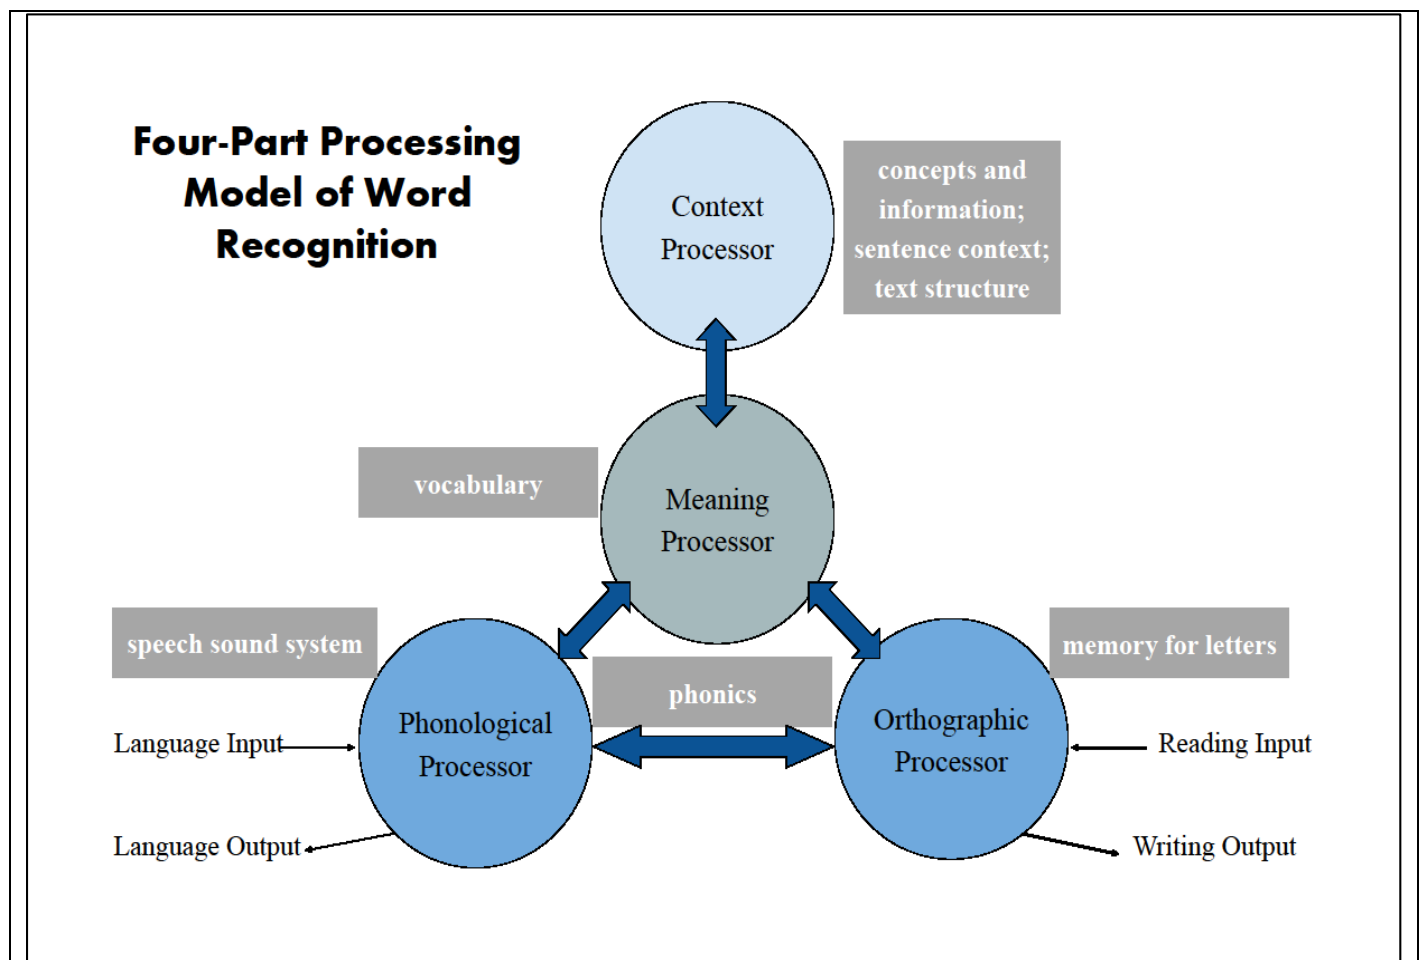 Four-Part Processing
Model of Word
Recognition
Context
Processor
concepts and
information;
sentence context;
text structure
vocabulary
Meaning
Processor
speech sound system
phonics
memory for letters
Phonological
Processor
Orthographic
Processor
Language Input
Reading Input
Language Output
Writing Output